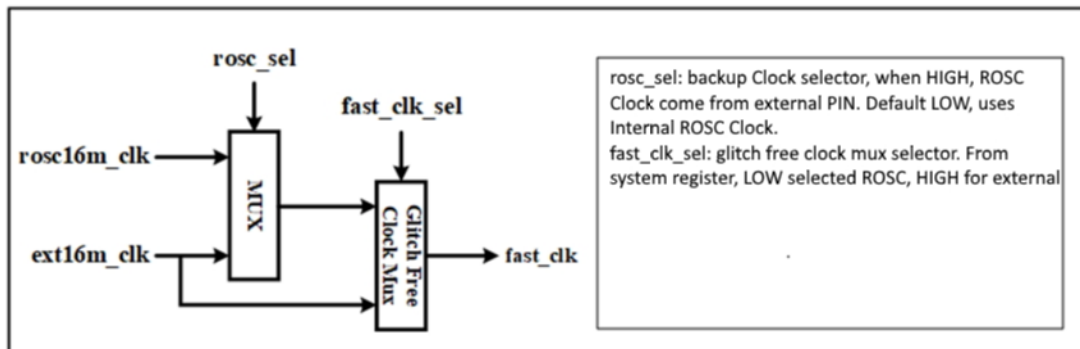 rosc_sel
fast_clk_sel
rosc16m_clk
MUX
ext16m_clk
Glitch Free
Clock Mux
fast_clk
rosc_sel: backup Clock selector, when HIGH, ROSC
Clock come from external PIN. Default LOW, uses
Internal ROSC Clock.
fast_clk_sel: glitch free clock mux selector. From
system register, LOW selected ROSC, HIGH for external